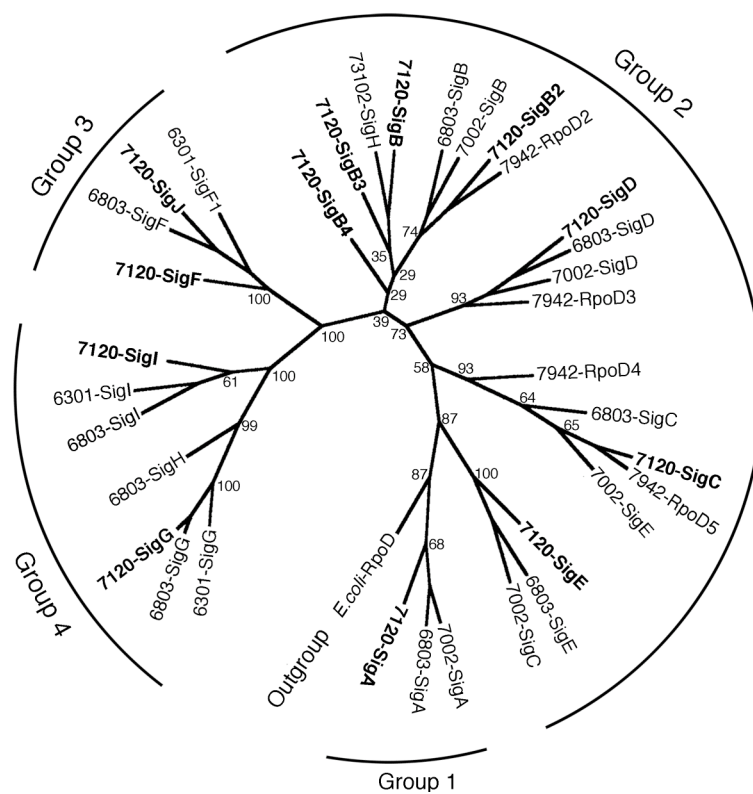 Group 2
73102-SigH
7120-SigB
6803-SigB
7002-SigB
7120-SigB2
7942-RpoD2
7120-SigB3
7120-SigB4
35
74
29
29
39
Group 3
6301-SigF1
7120-SigJ
6803-SigF
7120-SigF
100
100
7120-SigD
6803-SigD
7002-SigD
7942-RpoD3
93
73
7120-SigI
6301-SigI
6803-SigI
61
100
99
6803-SigH
100
7120-SigG
6803-SigG
6301-SigG
Group 4
58
93
7942-RpoD4
64
6803-SigC
65
7120-SigC
7942-RpoD5
7002-SigE
87
100
7120-SigE
6803-SigE
7002-SigC
87
68
E.coli-RpoD
Outgroup
7120-SigA
6803-SigA
7002-SigA
Group 1